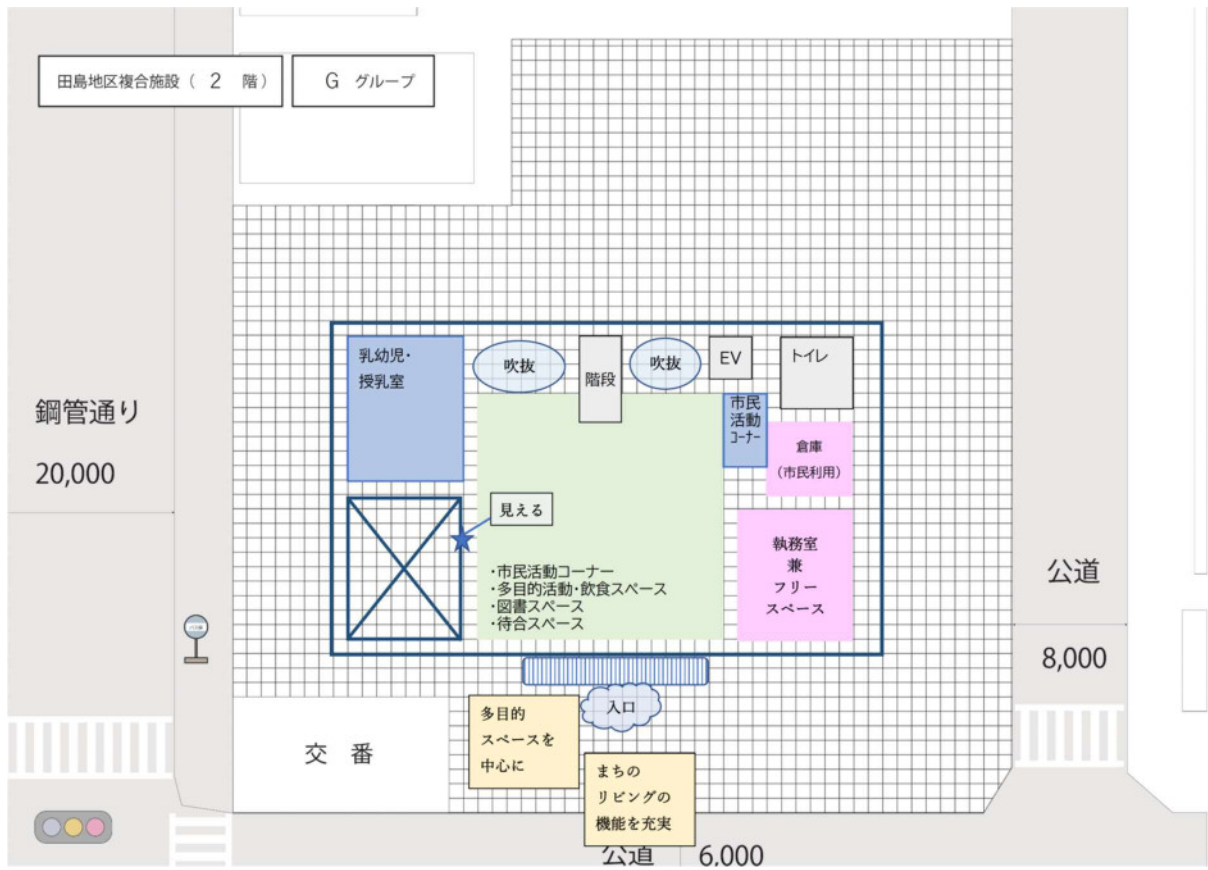 田島地区複合施設（ 2 階）
G グループ
乳幼児・
授乳室
吹抜
階段
吹抜
EV
トイレ
市民
活動
ｺｰﾅｰ
倉庫
（市民利用）
鋼管通り
20,000
見える
執務室
兼
フリー
スペース
・市民活動コーナー
・多目的活動・飲食スペース
・図書スペース
・待合スペース
公道
8,000
入口
多目的
スペースを
中心に
交 番
まちの
リビングの
機能を充実
公道 6,000